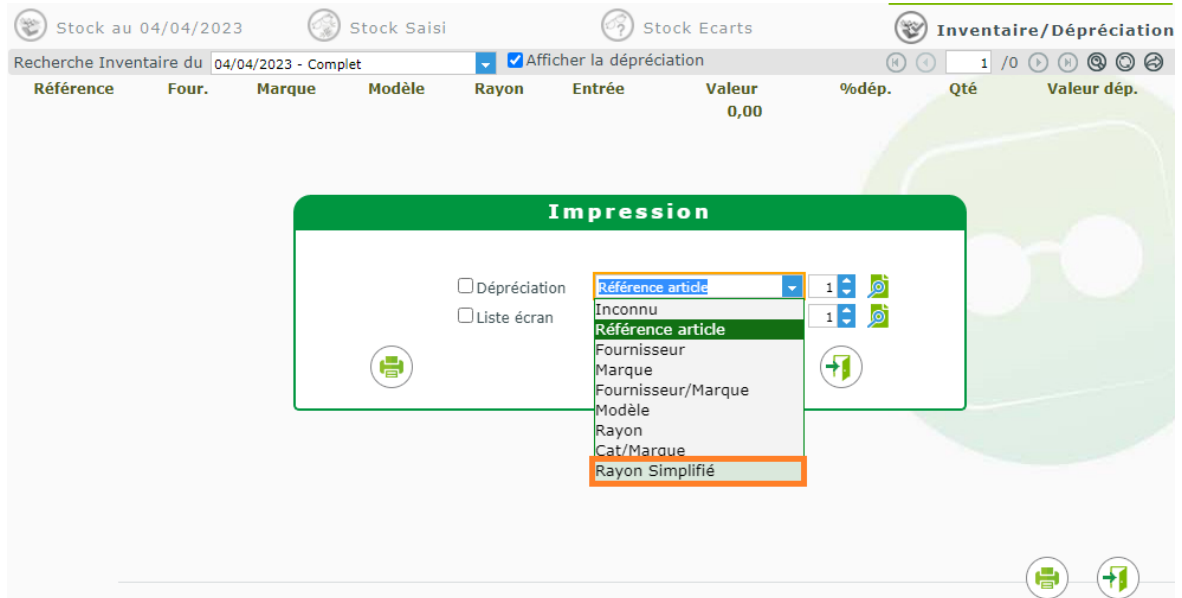 Stock au 04/04/2023 Stock Saisi Stock Ecarts Inventaire/Dépréciation
Recherche Inventaire du 04/04/2023 - Complet Afficher la dépréciation 1 /0
Référence Four. Marque Modèle Rayon Entrée Valeur %dép. Qté Valeur dép.
0,00
Impression
Dépréciation Référence article 1
Liste écran 1
Inconnu
Référence article
Fournisseur
Marque
Fournisseur/Marque
Modèle
Rayon
Cat/Marque
Rayon Simplifié